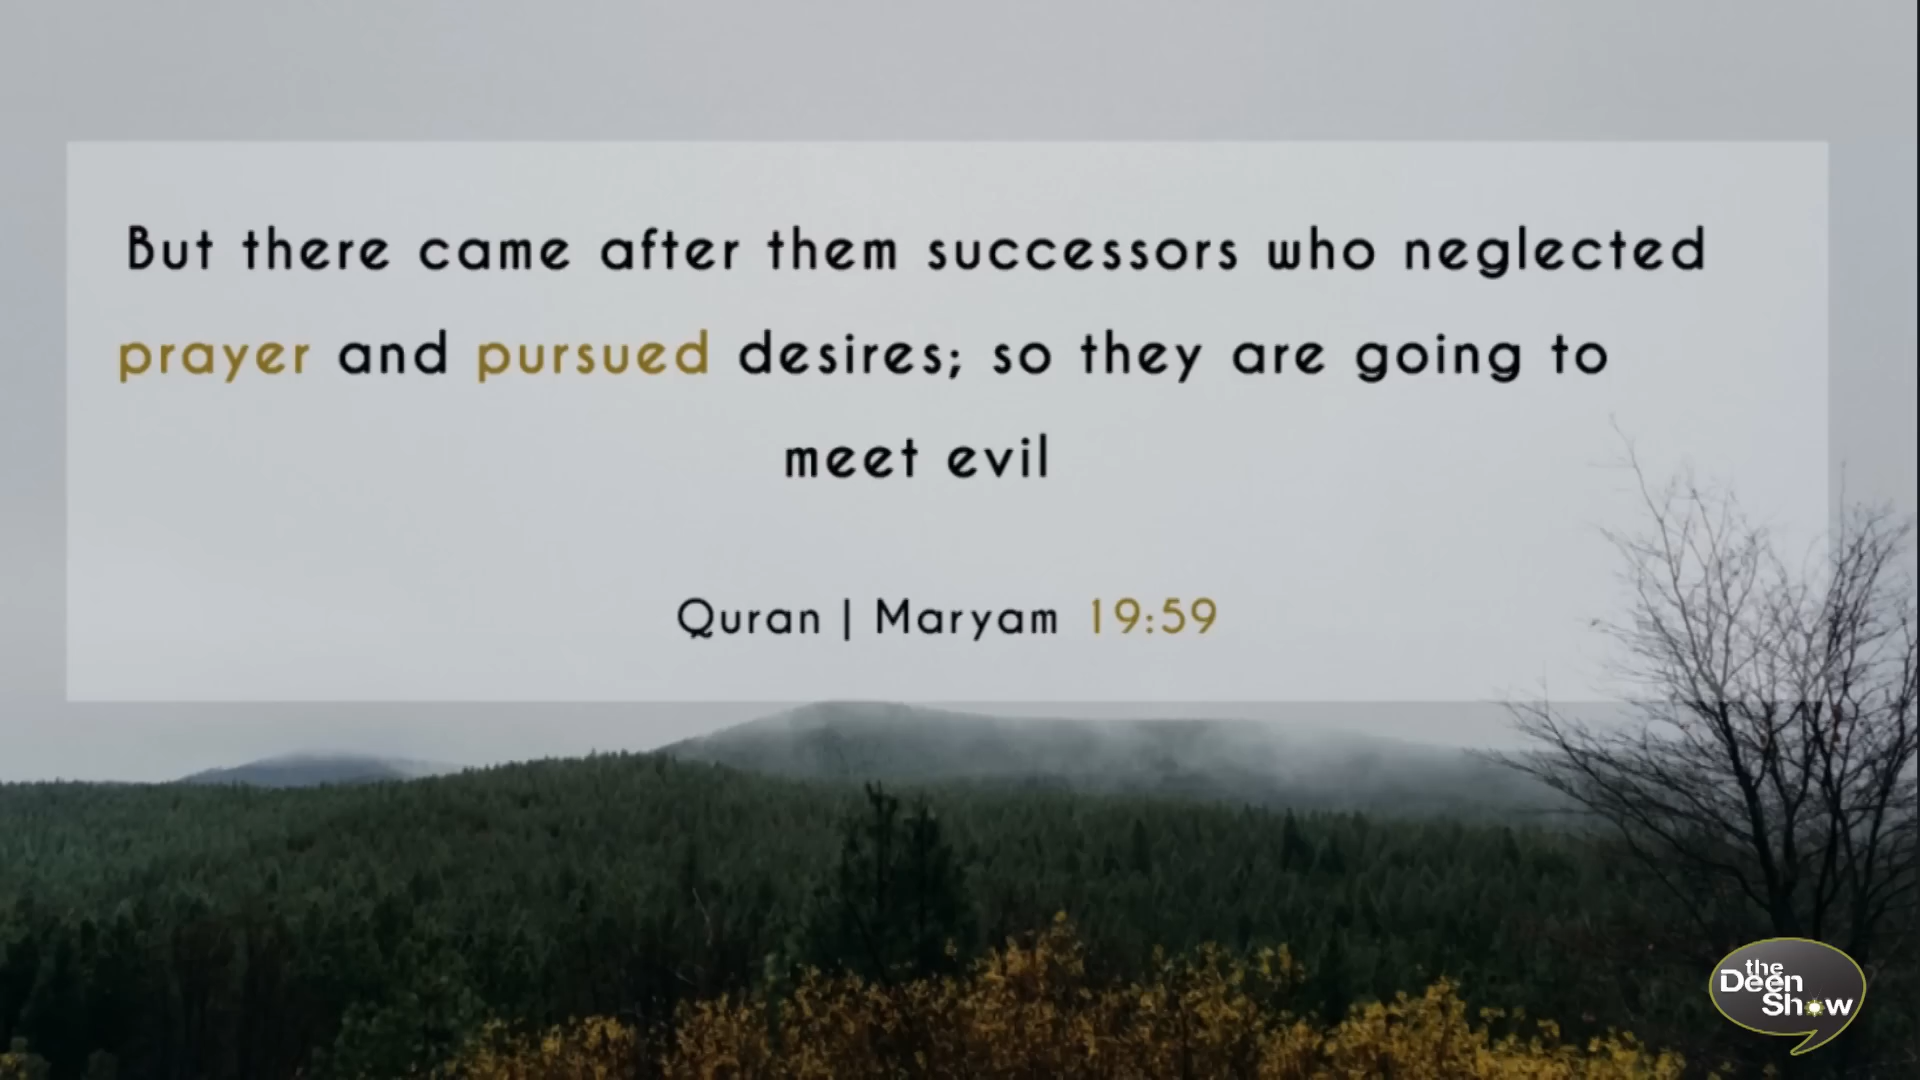 But there came after them successors who neglected
prayer and pursued desires; so they are going to
meet evil
Quran | Maryam 19:59
the
Deen
Show